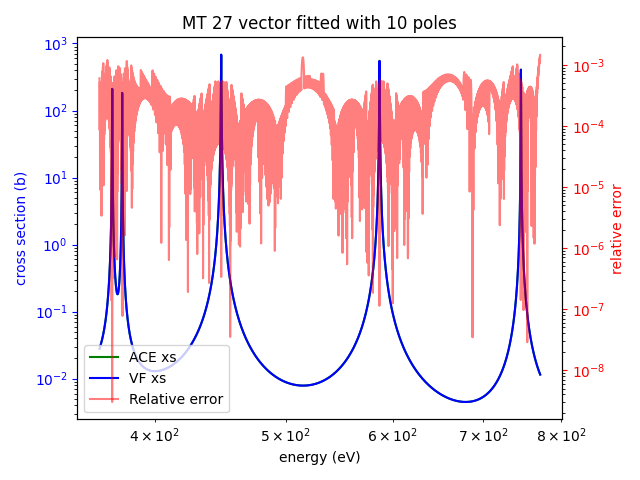 MT 27 vector fitted with 10 poles
10³
10²
10¹
10⁰
10⁻¹
10⁻²
cross section (b)
10⁻³
10⁻⁴
10⁻⁵
10⁻⁶
10⁻⁷
10⁻⁸
relative error
ACE xs
VF xs
Relative error
4 × 10² 5 × 10² 6 × 10² 7 × 10² 8 × 10²
energy (eV)